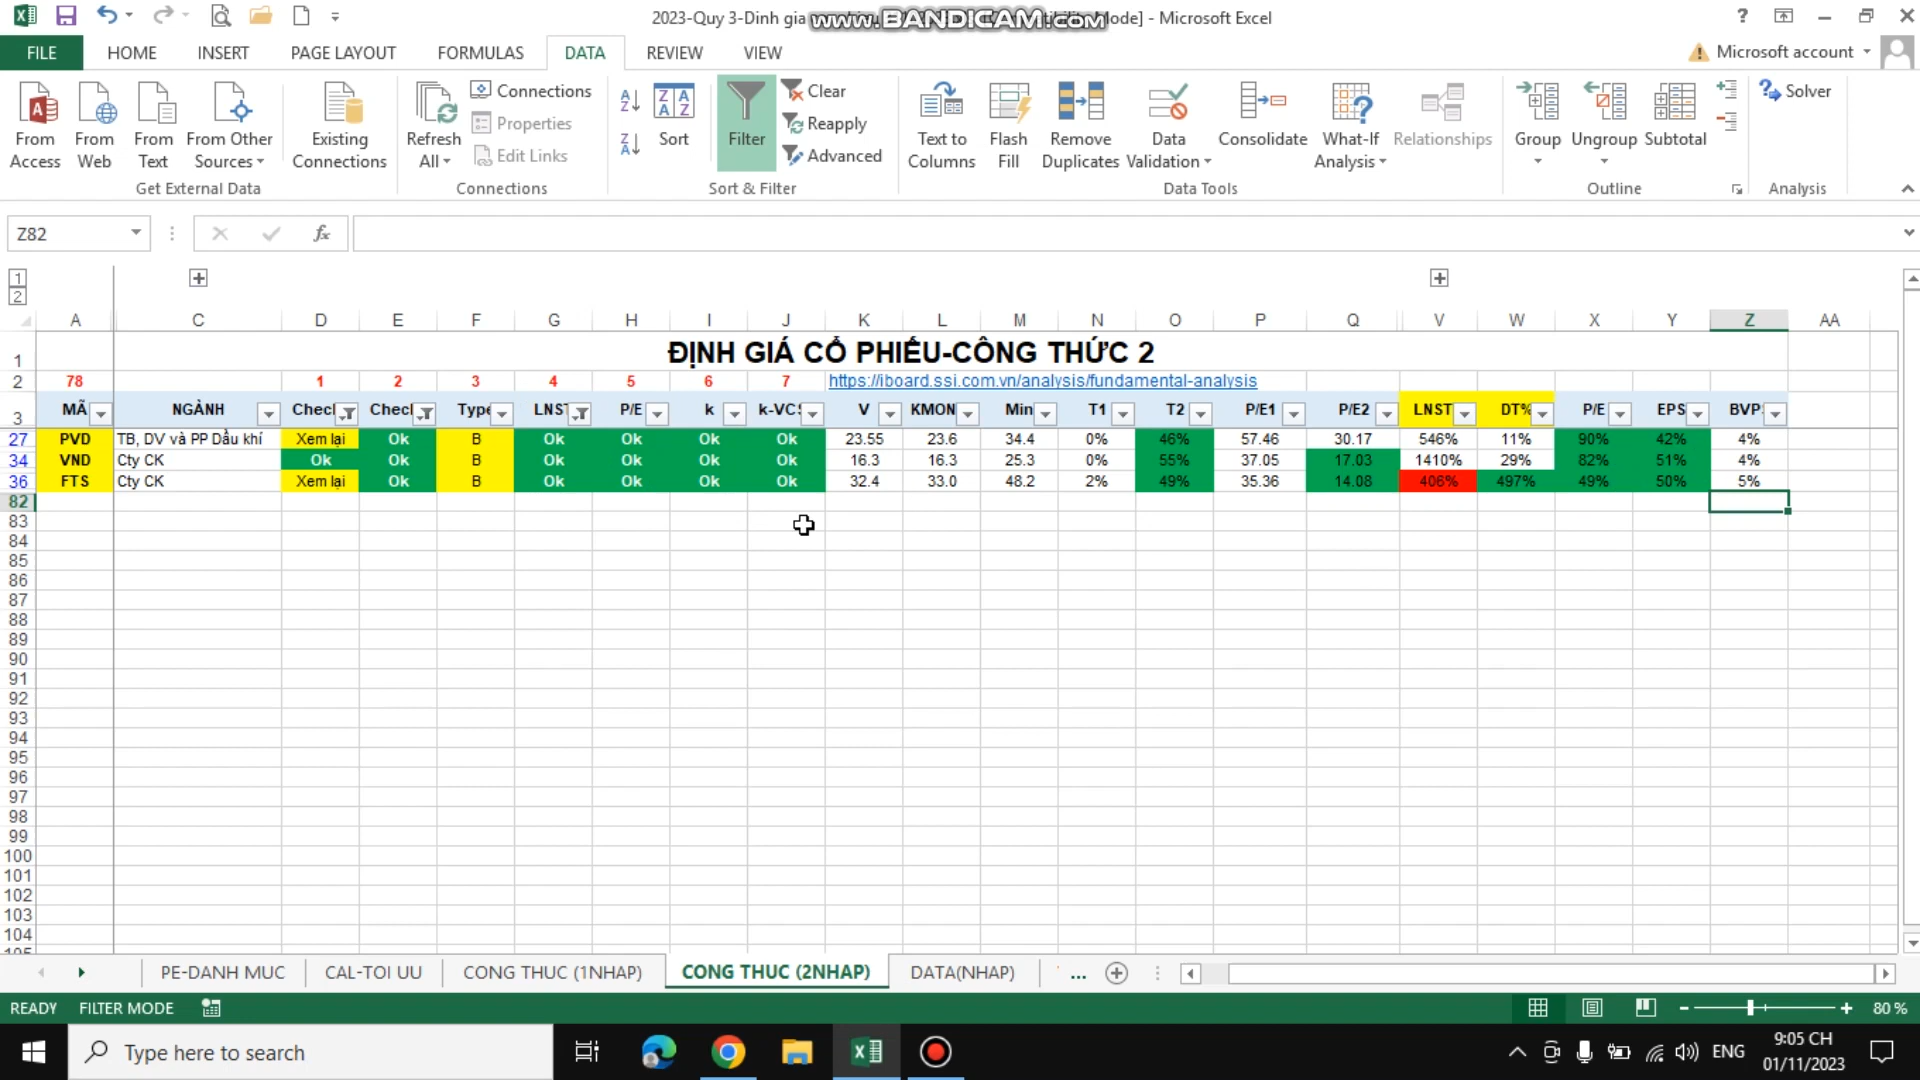 2023-Quy 3-Dinh gia Mode] - Microsoft Excel
www.BANDICAM.com
FILE HOME INSERT PAGE LAYOUT FORMULAS DATA REVIEW VIEW Microsoft account
From Access
From Web
From Text
From Other Sources
Existing Connections
Get External Data
Refresh All
Connections
Properties
Edit Links
Connections
Sort
Filter
Clear
Reapply
Advanced
Sort & Filter
Text to Columns
Flash Fill
Remove Duplicates
Data Validation
Consolidate
What-If Analysis
Relationships
Data Tools
Group
Ungroup
Subtotal
Outline
Solver
Analysis
Z82
1
2
A C D E F G H I J K L M N O P Q V W X Y Z AA
1 ĐỊNH GIÁ CỔ PHIẾU-CÔNG THỨC 2
2 78 1 2 3 4 5 6 7 https://iboard.ssi.com.vn/analysis/fundamental-analysis
3 MÃ NGÀNH Checl Checl Type LNST P/E k k-VCS V KMON Min T1 T2 P/E1 P/E2 LNST DT% P/E EPS BVP
27 PVD TB, DV và PP Dầu khí Xem lại Ok B Ok Ok Ok Ok 23.55 23.6 34.4 0% 46% 57.46 30.17 546% 11% 90% 42% 4%
34 VND Cty CK Ok Ok B Ok Ok Ok Ok 16.3 16.3 25.3 0% 55% 37.05 17.03 1410% 29% 82% 51% 4%
36 FTS Cty CK Xem lại Ok B Ok Ok Ok Ok 32.4 33.0 48.2 2% 49% 35.36 14.08 406% 497% 49% 50% 5%
82
83
84
85
86
87
88
89
90
91
92
93
94
95
96
97
98
99
100
101
102
103
104
PE-DANH MUC CAL-TOI UU CONG THUC (1NHAP) CONG THUC (2NHAP) DATA(NHAP) ...
READY FILTER MODE 80 %
Type here to search
ENG
9:05 CH
01/11/2023